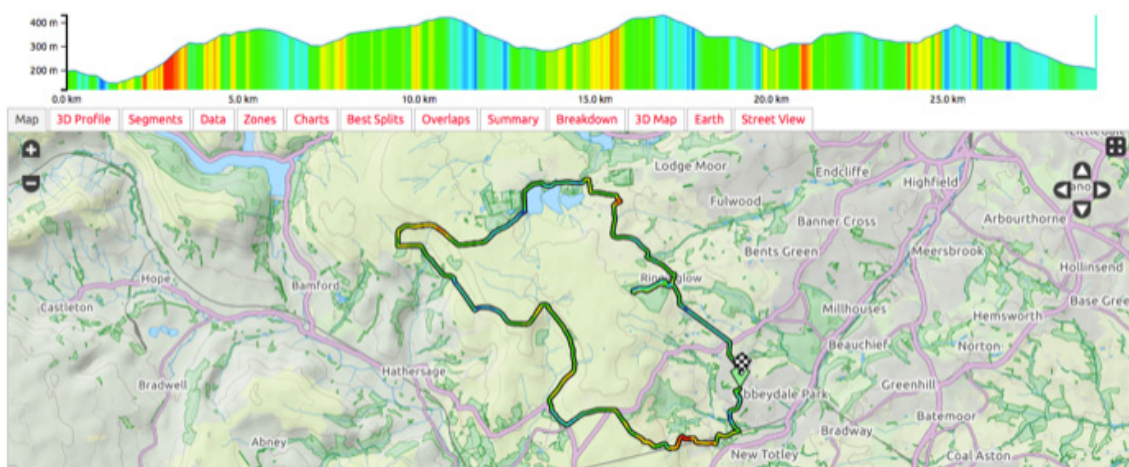 400 m
300 m
200 m
0.0 km 5.0 km 10.0 km 15.0 km 20.0 km 25.0 km
Map 3D Profile Segments Data Zones Charts Best Splits Overlaps Summary Breakdown 3D Map Earth Street View
Lodge Moor
Endcliffe
Highfield
Fulwood
Banner Cross
Arbourthorne
Bents Green
Meersbrook
Hollinsend
Hope
Bamford
Castleton
Millhouses
Base Gree
Hemsworth
Beauchief
Norton
Hathersage
Bradwell
Greenhill
bbeydale Park
Batemoor
Bradway
Abney
New Totley
Coal Aston